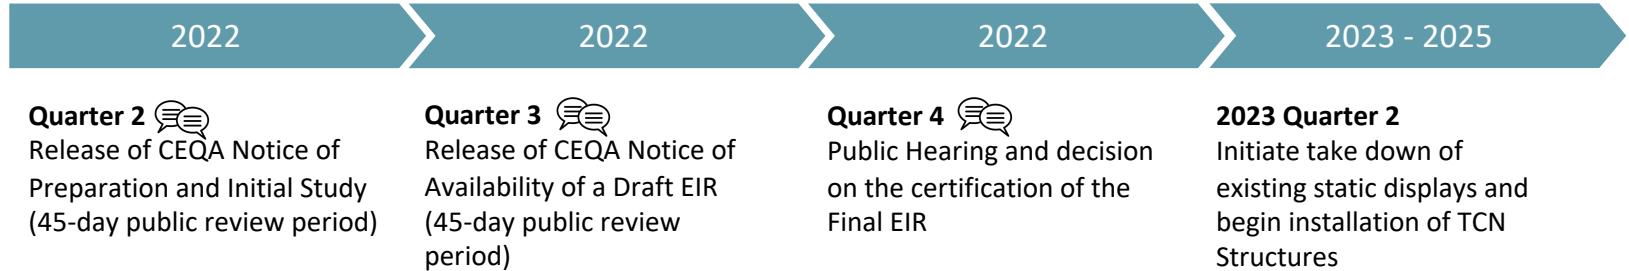 2022
2022
2022
2023 - 2025
Quarter 2
Release of CEQA Notice of
Preparation and Initial Study
(45-day public review period)
Quarter 3
Release of CEQA Notice of
Availability of a Draft EIR
(45-day public review
period)
Quarter 4
Public Hearing and decision
on the certification of the
Final EIR
2023 Quarter 2
Initiate take down of
existing static displays and
begin installation of TCN
Structures